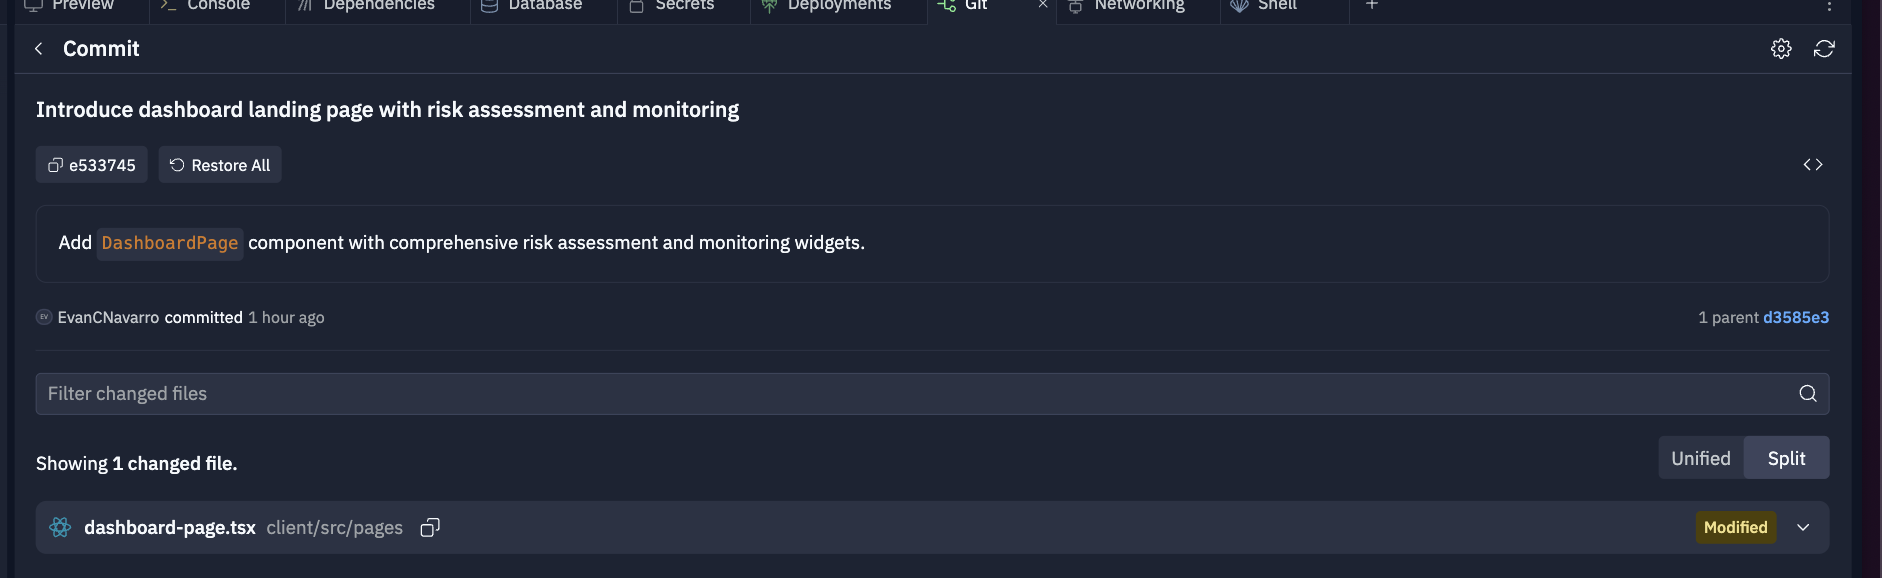 Preview Console Dependencies Database Secrets Deployments Git Networking Shell
Commit
Introduce dashboard landing page with risk assessment and monitoring
e533745 Restore All
Add DashboardPage component with comprehensive risk assessment and monitoring widgets.
EV EvanCNavarro committed 1 hour ago 1 parent d3585e3
Filter changed files
Showing 1 changed file. Unified Split
dashboard-page.tsx client/src/pages Modified